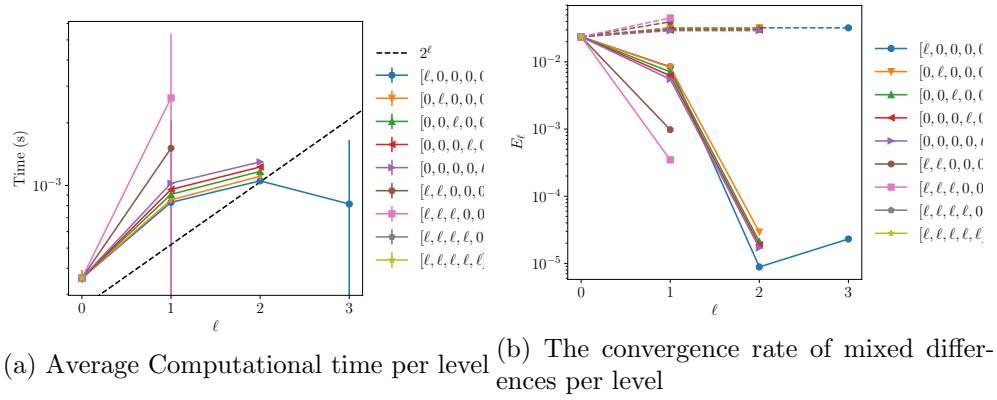 Time (s)
10⁻³
0
1
2
3
ℓ
2^ℓ
[ℓ, 0, 0, 0, 0
[0, ℓ, 0, 0, 0
[0, 0, ℓ, 0, 0
[0, 0, 0, ℓ, 0
[0, 0, 0, 0, ℓ
[ℓ, ℓ, 0, 0, 0
[ℓ, ℓ, ℓ, 0, 0
[ℓ, ℓ, ℓ, ℓ, 0
[ℓ, ℓ, ℓ, ℓ, ℓ]
(a) Average Computational time per level
E_ℓ
10⁻²
10⁻³
10⁻⁴
10⁻⁵
0
1
2
3
ℓ
[ℓ, 0, 0, 0, 0
[0, ℓ, 0, 0, 0
[0, 0, ℓ, 0, 0
[0, 0, 0, ℓ, 0
[0, 0, 0, 0, ℓ
[ℓ, ℓ, 0, 0, 0
[ℓ, ℓ, ℓ, 0, 0
[ℓ, ℓ, ℓ, ℓ, 0
[ℓ, ℓ, ℓ, ℓ, ℓ]
(b) The convergence rate of mixed differ-
ences per level